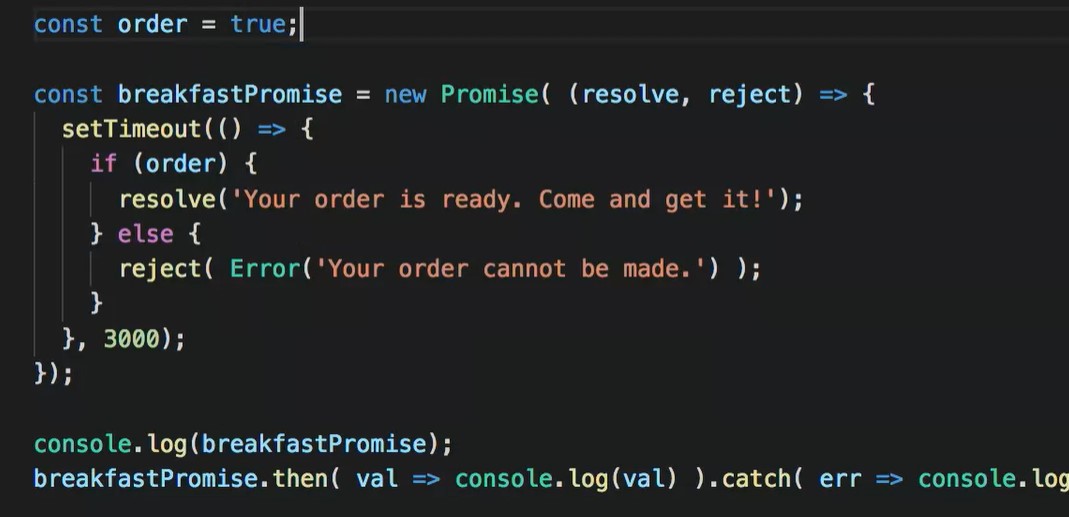 const order = true;
const breakfastPromise = new Promise( (resolve, reject) => {
setTimeout(() => {
if (order) {
resolve('Your order is ready. Come and get it!');
} else {
reject( Error('Your order cannot be made.') );
}
}, 3000);
});
console.log(breakfastPromise);
breakfastPromise.then( val => console.log(val) ).catch( err => console.log